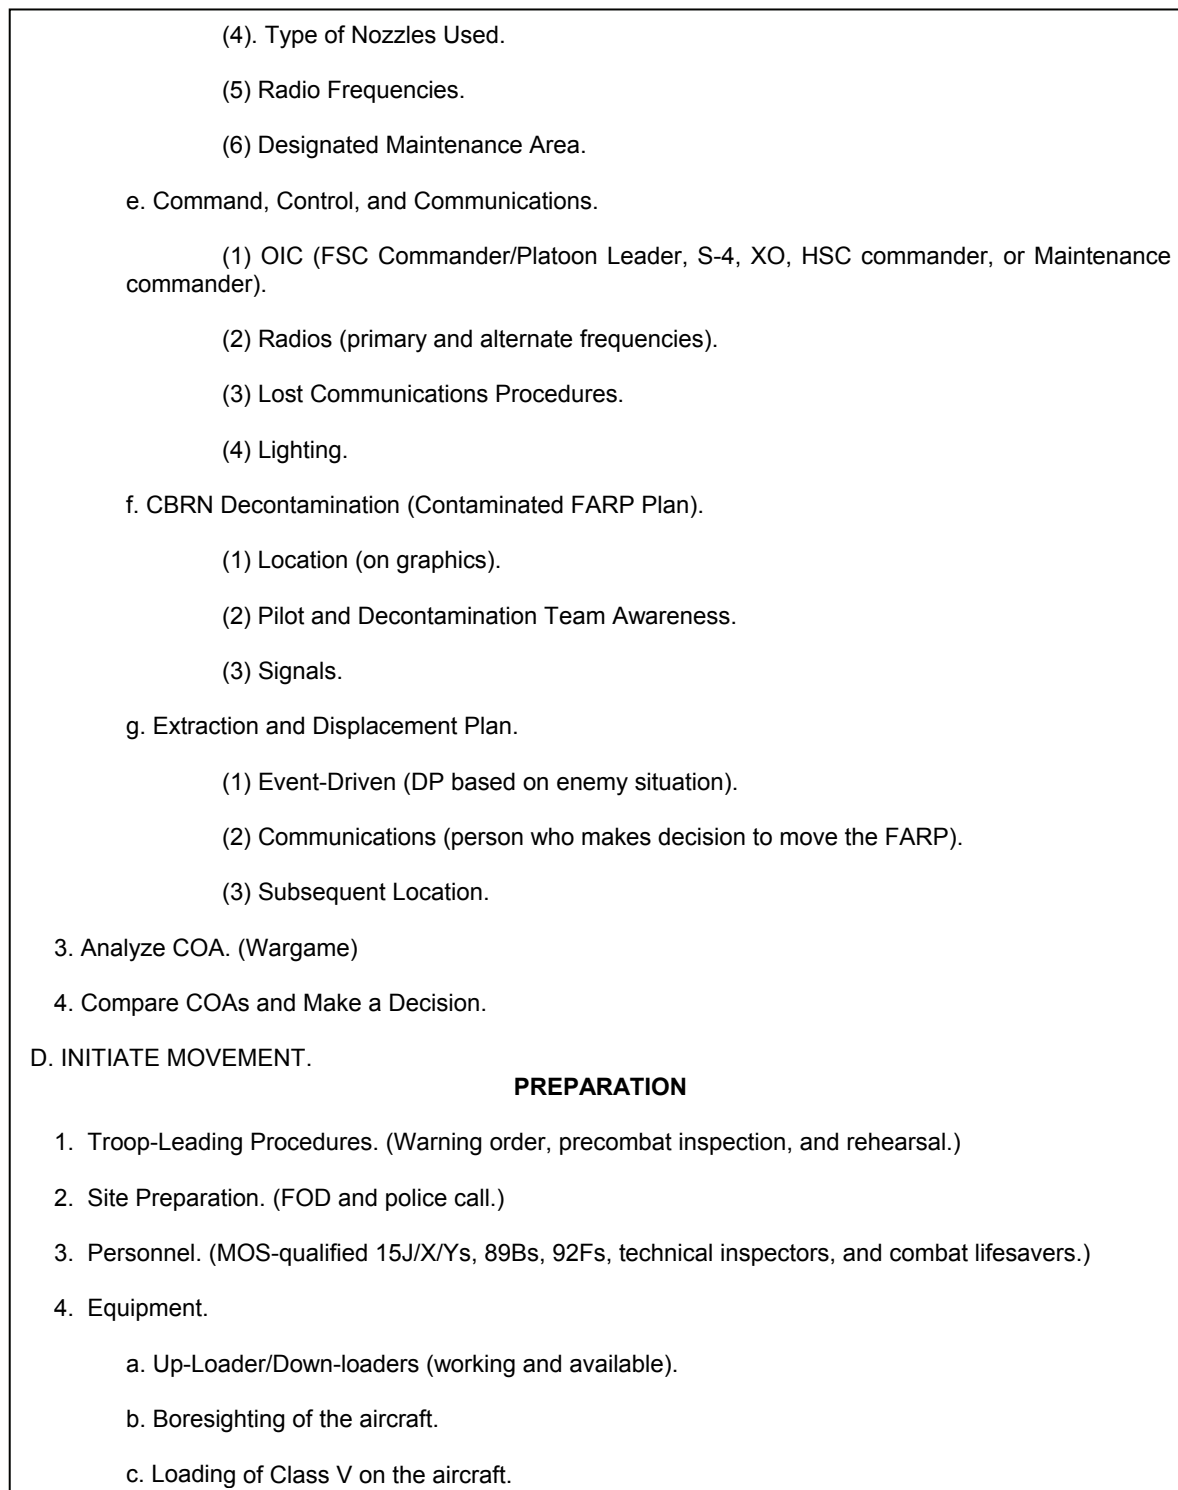 (4). Type of Nozzles Used.
(5) Radio Frequencies.
(6) Designated Maintenance Area.
e. Command, Control, and Communications.
(1) OIC (FSC Commander/Platoon Leader, S-4, XO, HSC commander, or Maintenance
commander).
(2) Radios (primary and alternate frequencies).
(3) Lost Communications Procedures.
(4) Lighting.
f. CBRN Decontamination (Contaminated FARP Plan).
(1) Location (on graphics).
(2) Pilot and Decontamination Team Awareness.
(3) Signals.
g. Extraction and Displacement Plan.
(1) Event-Driven (DP based on enemy situation).
(2) Communications (person who makes decision to move the FARP).
(3) Subsequent Location.
3. Analyze COA. (Wargame)
4. Compare COAs and Make a Decision.
D. INITIATE MOVEMENT.
PREPARATION
1. Troop-Leading Procedures. (Warning order, precombat inspection, and rehearsal.)
2. Site Preparation. (FOD and police call.)
3. Personnel. (MOS-qualified 15J/X/Ys, 89Bs, 92Fs, technical inspectors, and combat lifesavers.)
4. Equipment.
a. Up-Loader/Down-loaders (working and available).
b. Boresighting of the aircraft.
c. Loading of Class V on the aircraft.